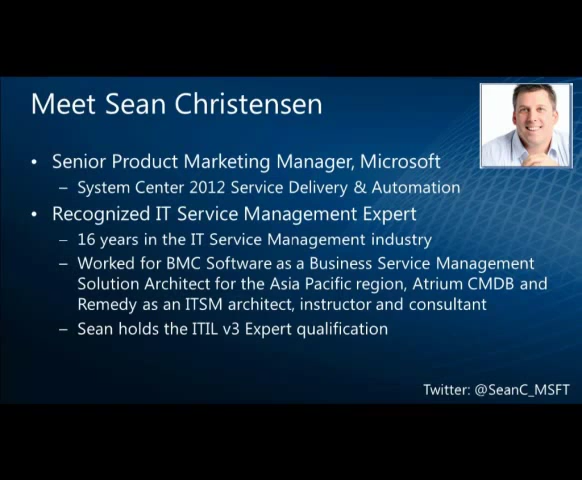 Meet Sean Christensen
• Senior Product Marketing Manager, Microsoft
– System Center 2012 Service Delivery & Automation
• Recognized IT Service Management Expert
– 16 years in the IT Service Management industry
– Worked for BMC Software as a Business Service Management
Solution Architect for the Asia Pacific region, Atrium CMDB and
Remedy as an ITSM architect, instructor and consultant
– Sean holds the ITIL v3 Expert qualification
Twitter: @SeanC_MSFT